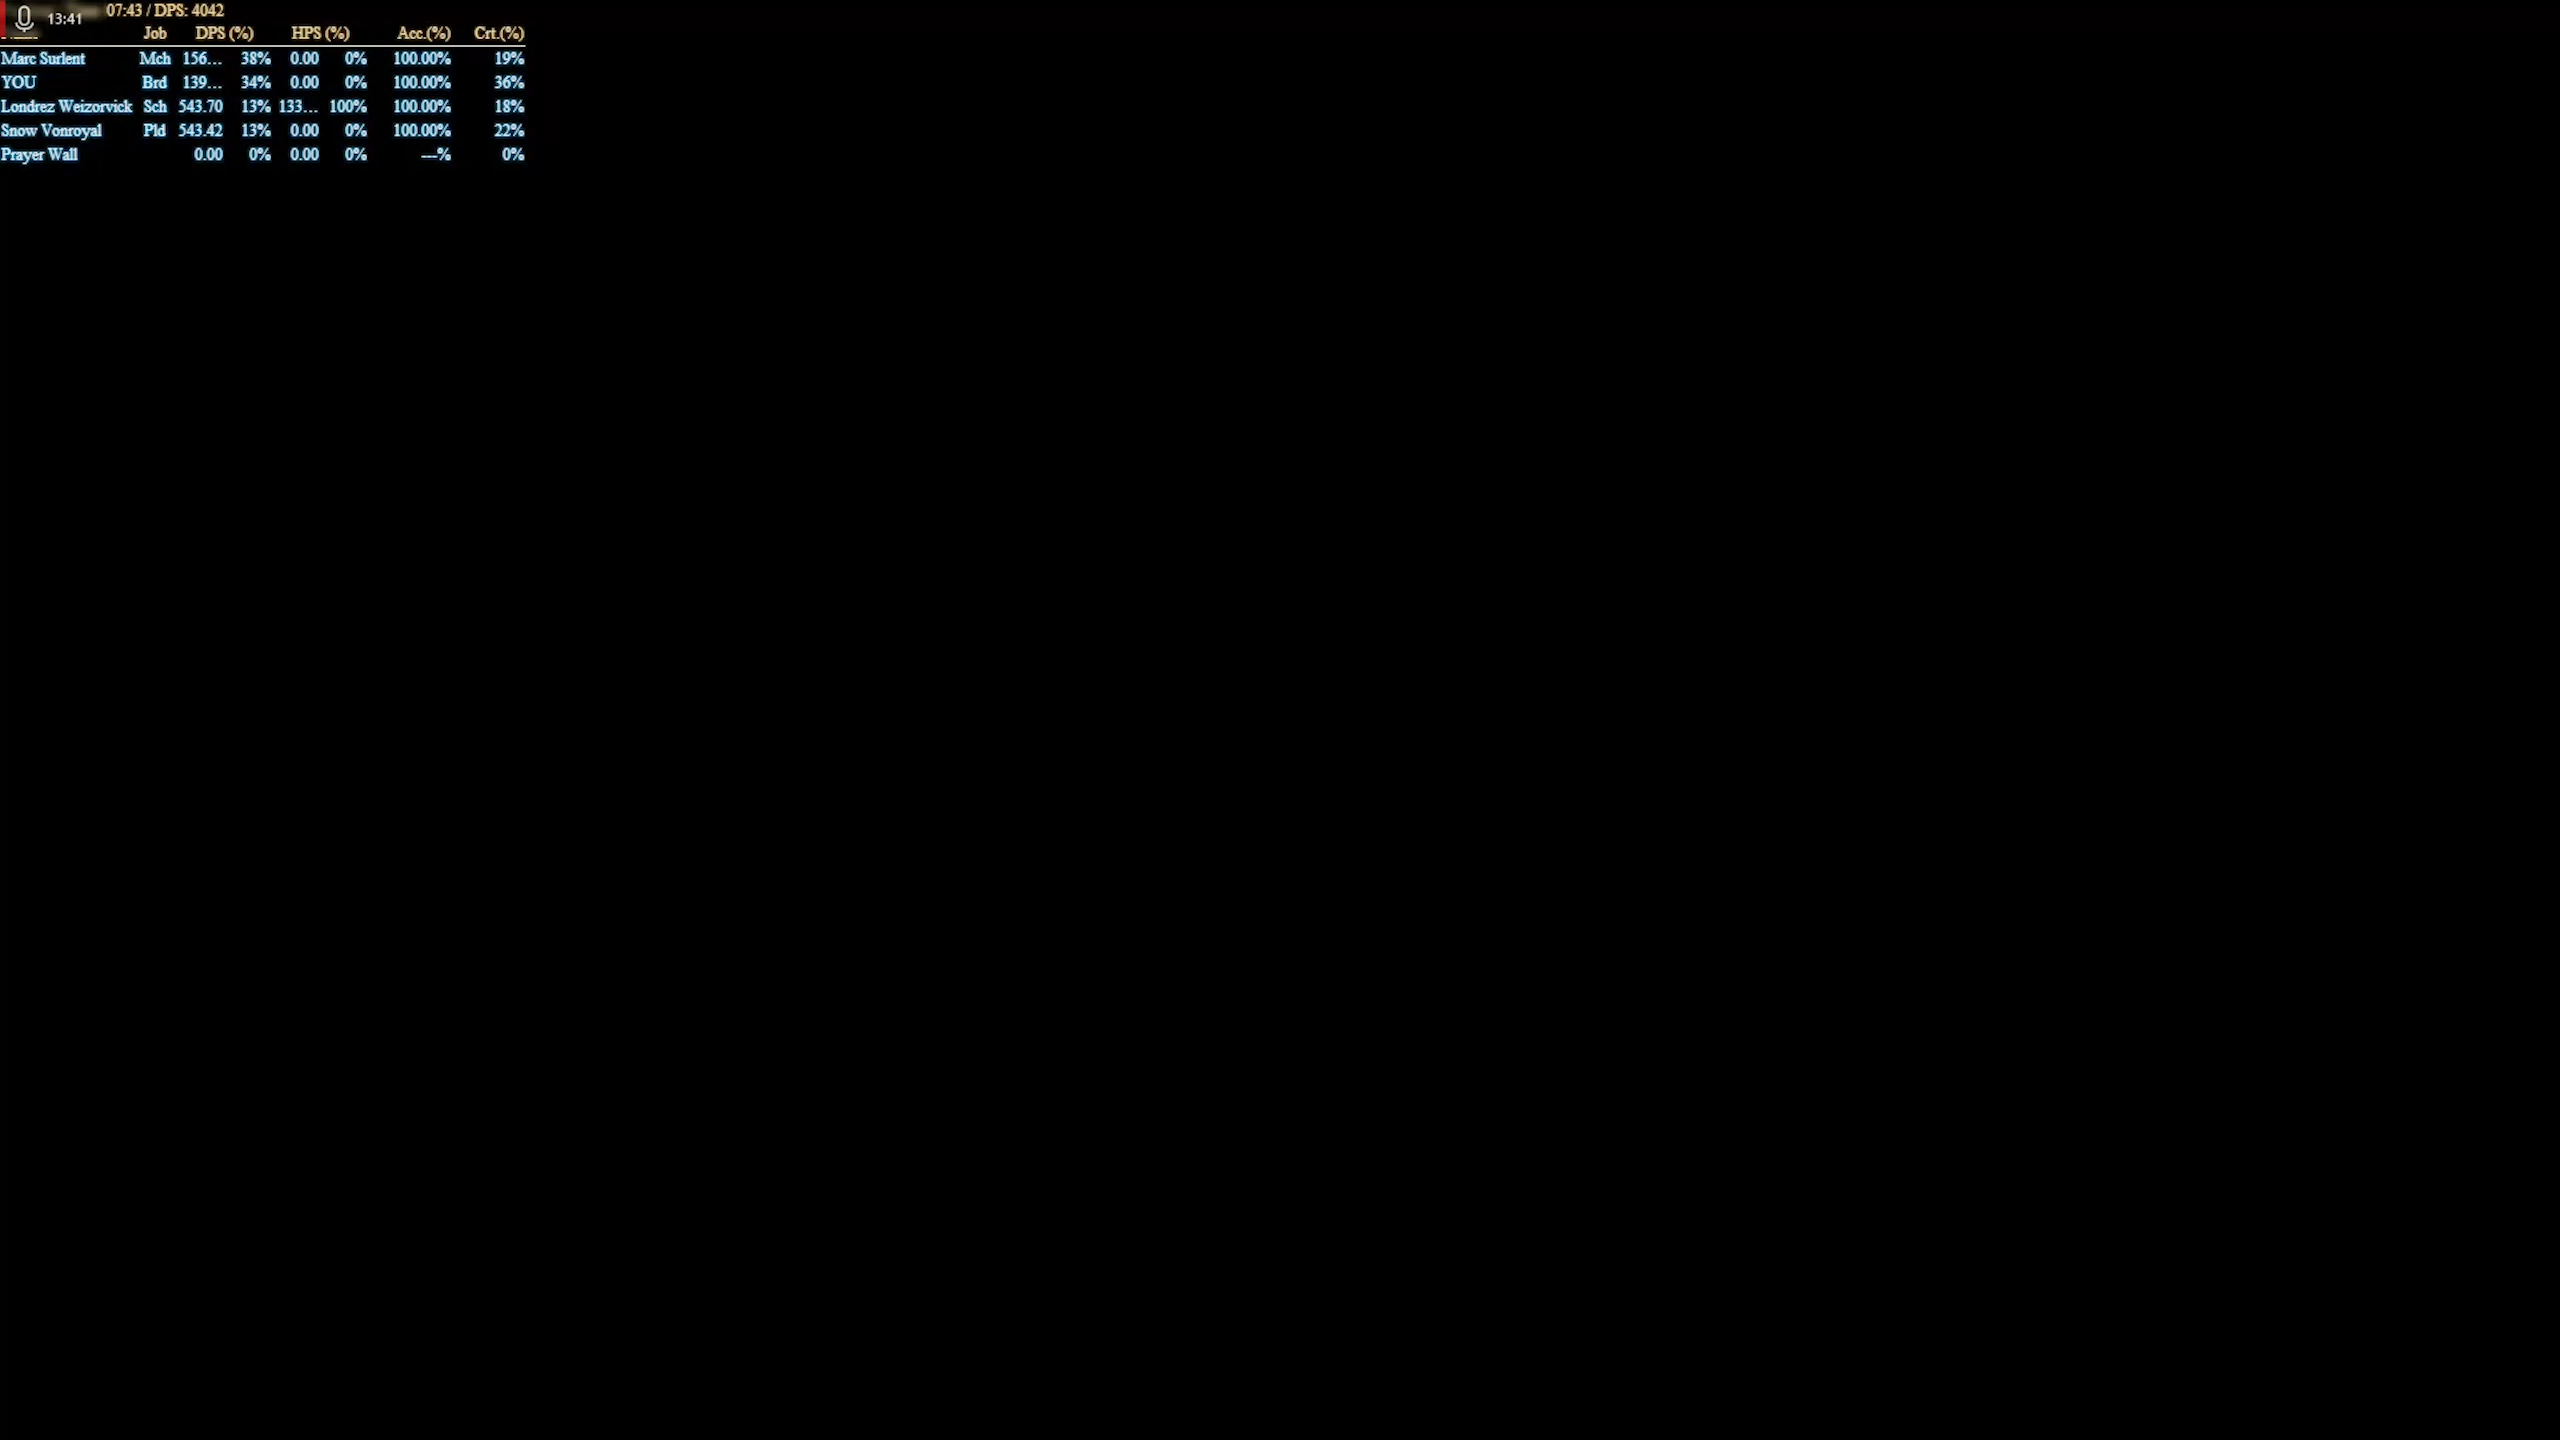 13:41 07:43 / DPS: 4042
Job DPS (%) HPS (%) Acc.(%) Crt.(%)
Marc Surlent Mch 156... 38% 0.00 0% 100.00% 19%
YOU Brd 139... 34% 0.00 0% 100.00% 36%
Londrez Weizorvick Sch 543.70 13% 133... 100% 100.00% 18%
Snow Vonroyal Pld 543.42 13% 0.00 0% 100.00% 22%
Prayer Wall 0.00 0% 0.00 0% ---% 0%